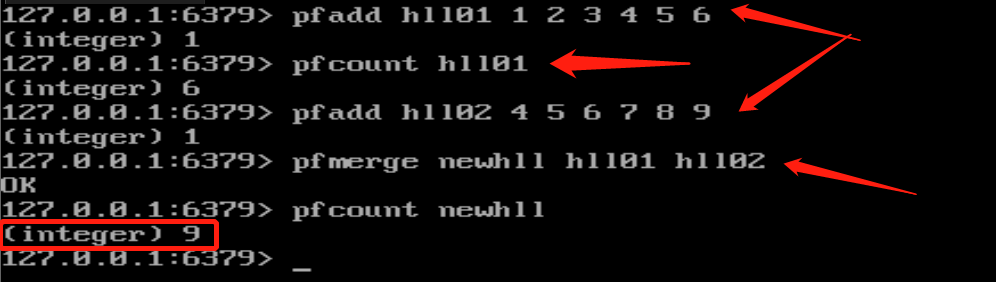 127.0.0.1:6379> pfadd hll01 1 2 3 4 5 6
(integer) 1
127.0.0.1:6379> pfcount hll01
(integer) 6
127.0.0.1:6379> pfadd hll02 4 5 6 7 8 9
(integer) 1
127.0.0.1:6379> pfmerge newhll hll01 hll02
OK
127.0.0.1:6379> pfcount newhll
(integer) 9
127.0.0.1:6379> _